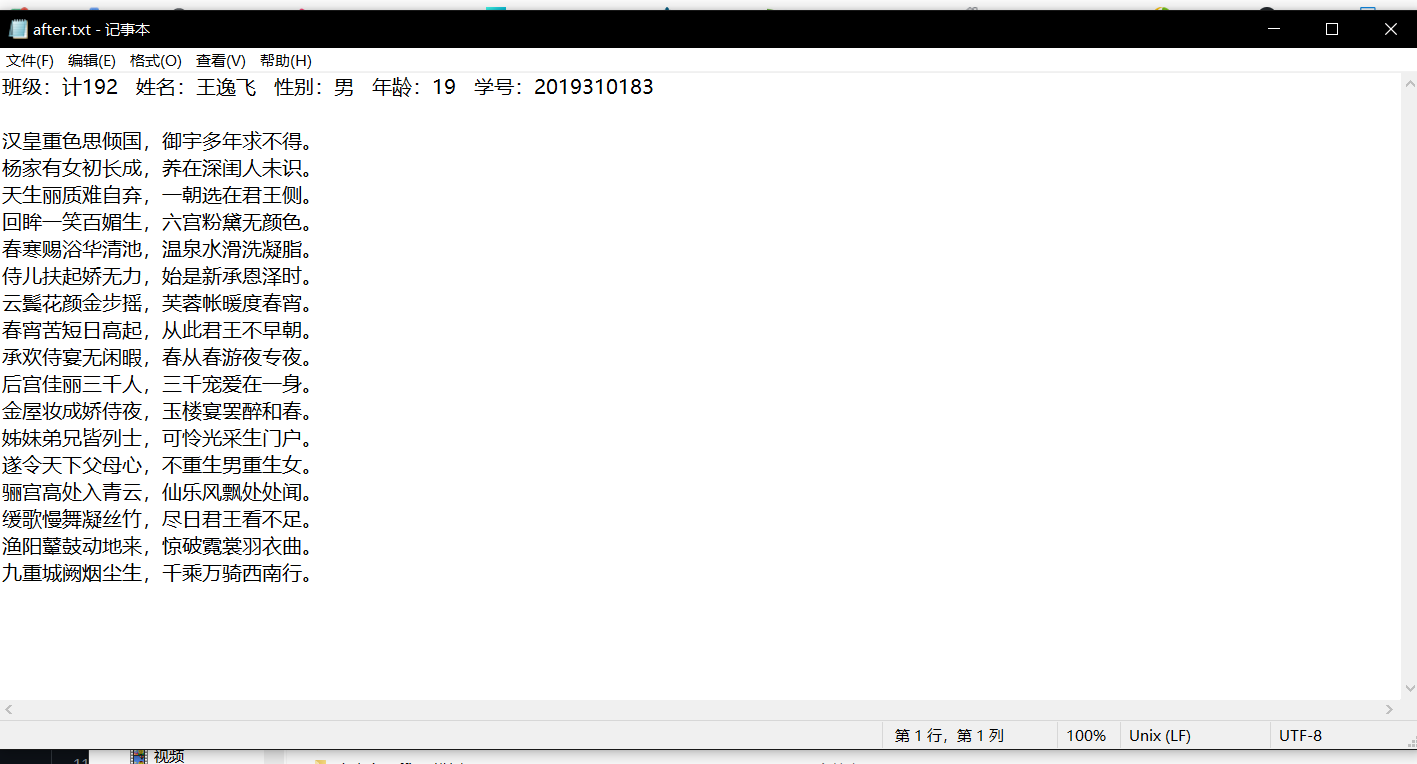 after.txt - 记事本
文件(F) 编辑(E) 格式(O) 查看(V) 帮助(H)
班级：计192 姓名：王逸飞 性别：男 年龄：19 学号：2019310183
汉皇重色思倾国，御宇多年求不得。
杨家有女初长成，养在深闺人未识。
天生丽质难自弃，一朝选在君王侧。
回眸一笑百媚生，六宫粉黛无颜色。
春寒赐浴华清池，温泉水滑洗凝脂。
侍儿扶起娇无力，始是新承恩泽时。
云鬓花颜金步摇，芙蓉帐暖度春宵。
春宵苦短日高起，从此君王不早朝。
承欢侍宴无闲暇，春从春游夜专夜。
后宫佳丽三千人，三千宠爱在一身。
金屋妆成娇侍夜，玉楼宴罢醉和春。
姊妹弟兄皆列士，可怜光采生门户。
遂令天下父母心，不重生男重生女。
骊宫高处入青云，仙乐风飘处处闻。
缓歌慢舞凝丝竹，尽日君王看不足。
渔阳鼙鼓动地来，惊破霓裳羽衣曲。
九重城阙烟尘生，千乘万骑西南行。
第 1 行，第 1 列 100% Unix (LF) UTF-8
视频